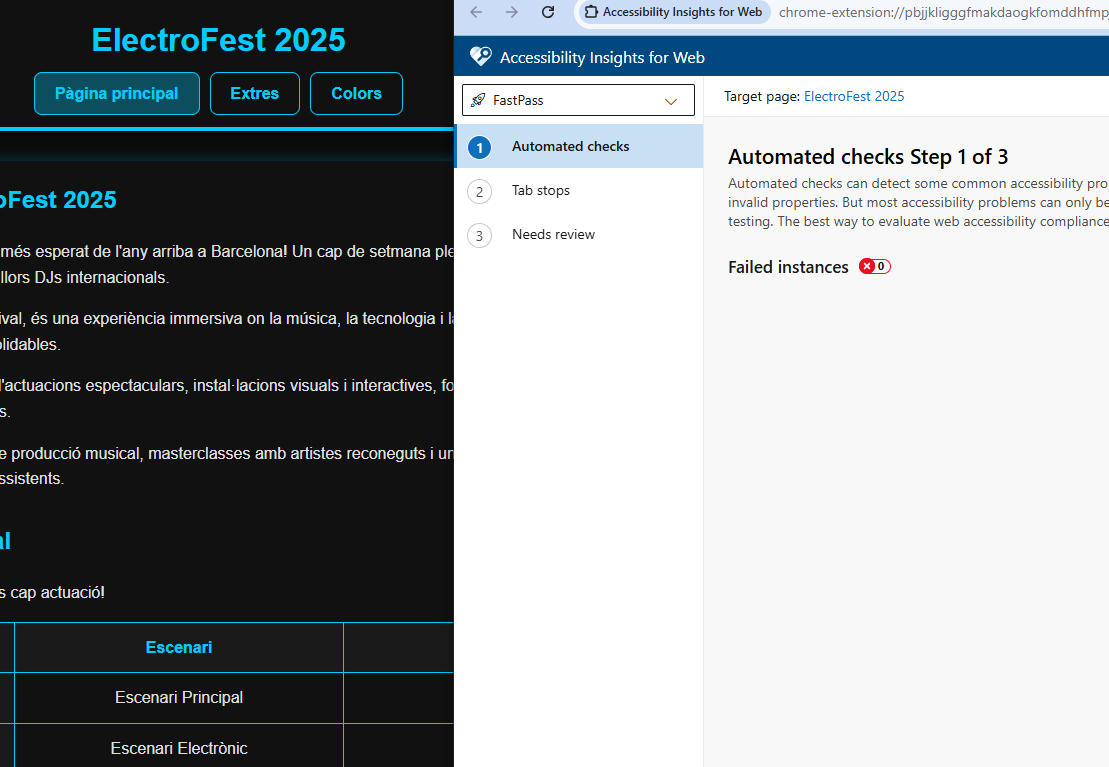 ElectroFest 2025
Pàgina principal
Extres
Colors
oFest 2025
més esperat de l'any arriba a Barcelona! Un cap de setmana ple
llors DJs internacionals.
ival, és una experiència immersiva on la música, la tecnologia i la
olidables.
l'actuacions espectaculars, instal·lacions visuals i interactives, fo
s.
e producció musical, masterclasses amb artistes reconeguts i un
ssistents.
al
s cap actuació!
Escenari
Escenari Principal
Escenari Electrònic
Accessibility Insights for Web
chrome-extension://pbjjkligggfmakdaogkfomddhfmpj
Accessibility Insights for Web
FastPass
1 Automated checks
2 Tab stops
3 Needs review
Target page: ElectroFest 2025
Automated checks Step 1 of 3
Automated checks can detect some common accessibility pro
invalid properties. But most accessibility problems can only be
testing. The best way to evaluate web accessibility compliance
Failed instances 0